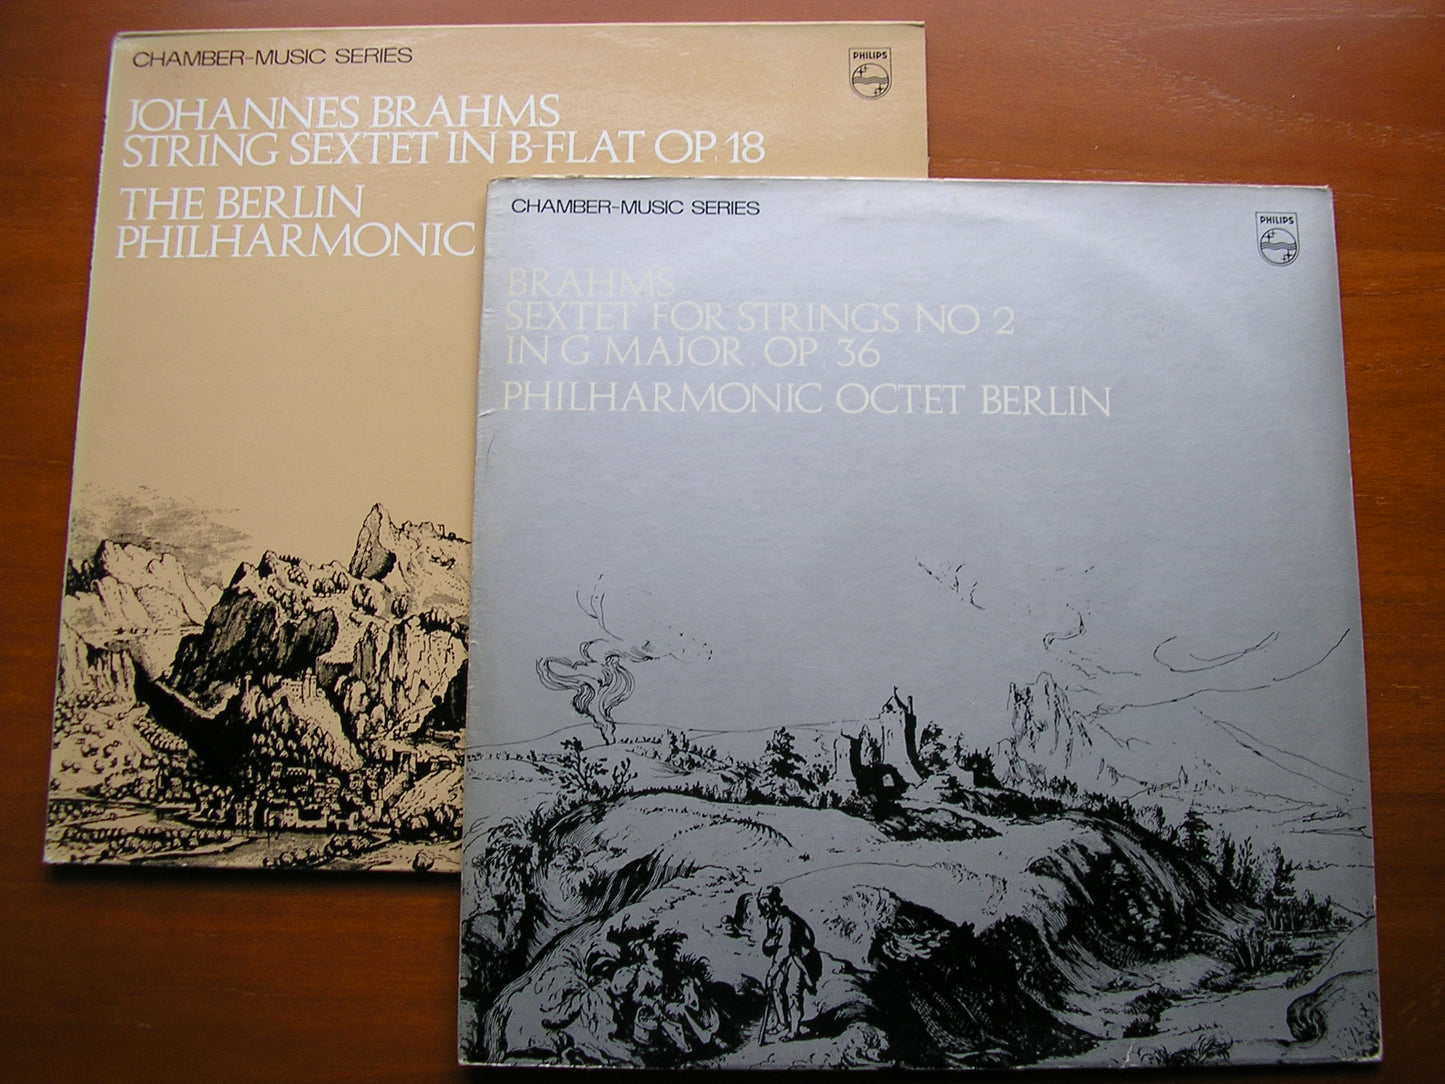 CHAMBER-MUSIC SERIES
PHILIPS
JOHANNES BRAHMS
STRING SEXTET IN B-FLAT OP. 18
THE BERLIN
PHILHARMONIC
CHAMBER-MUSIC SERIES
PHILIPS
BRAHMS
SEXTET FOR STRINGS NO 2
IN G MAJOR, OP. 36
PHILHARMONIC OCTET BERLIN